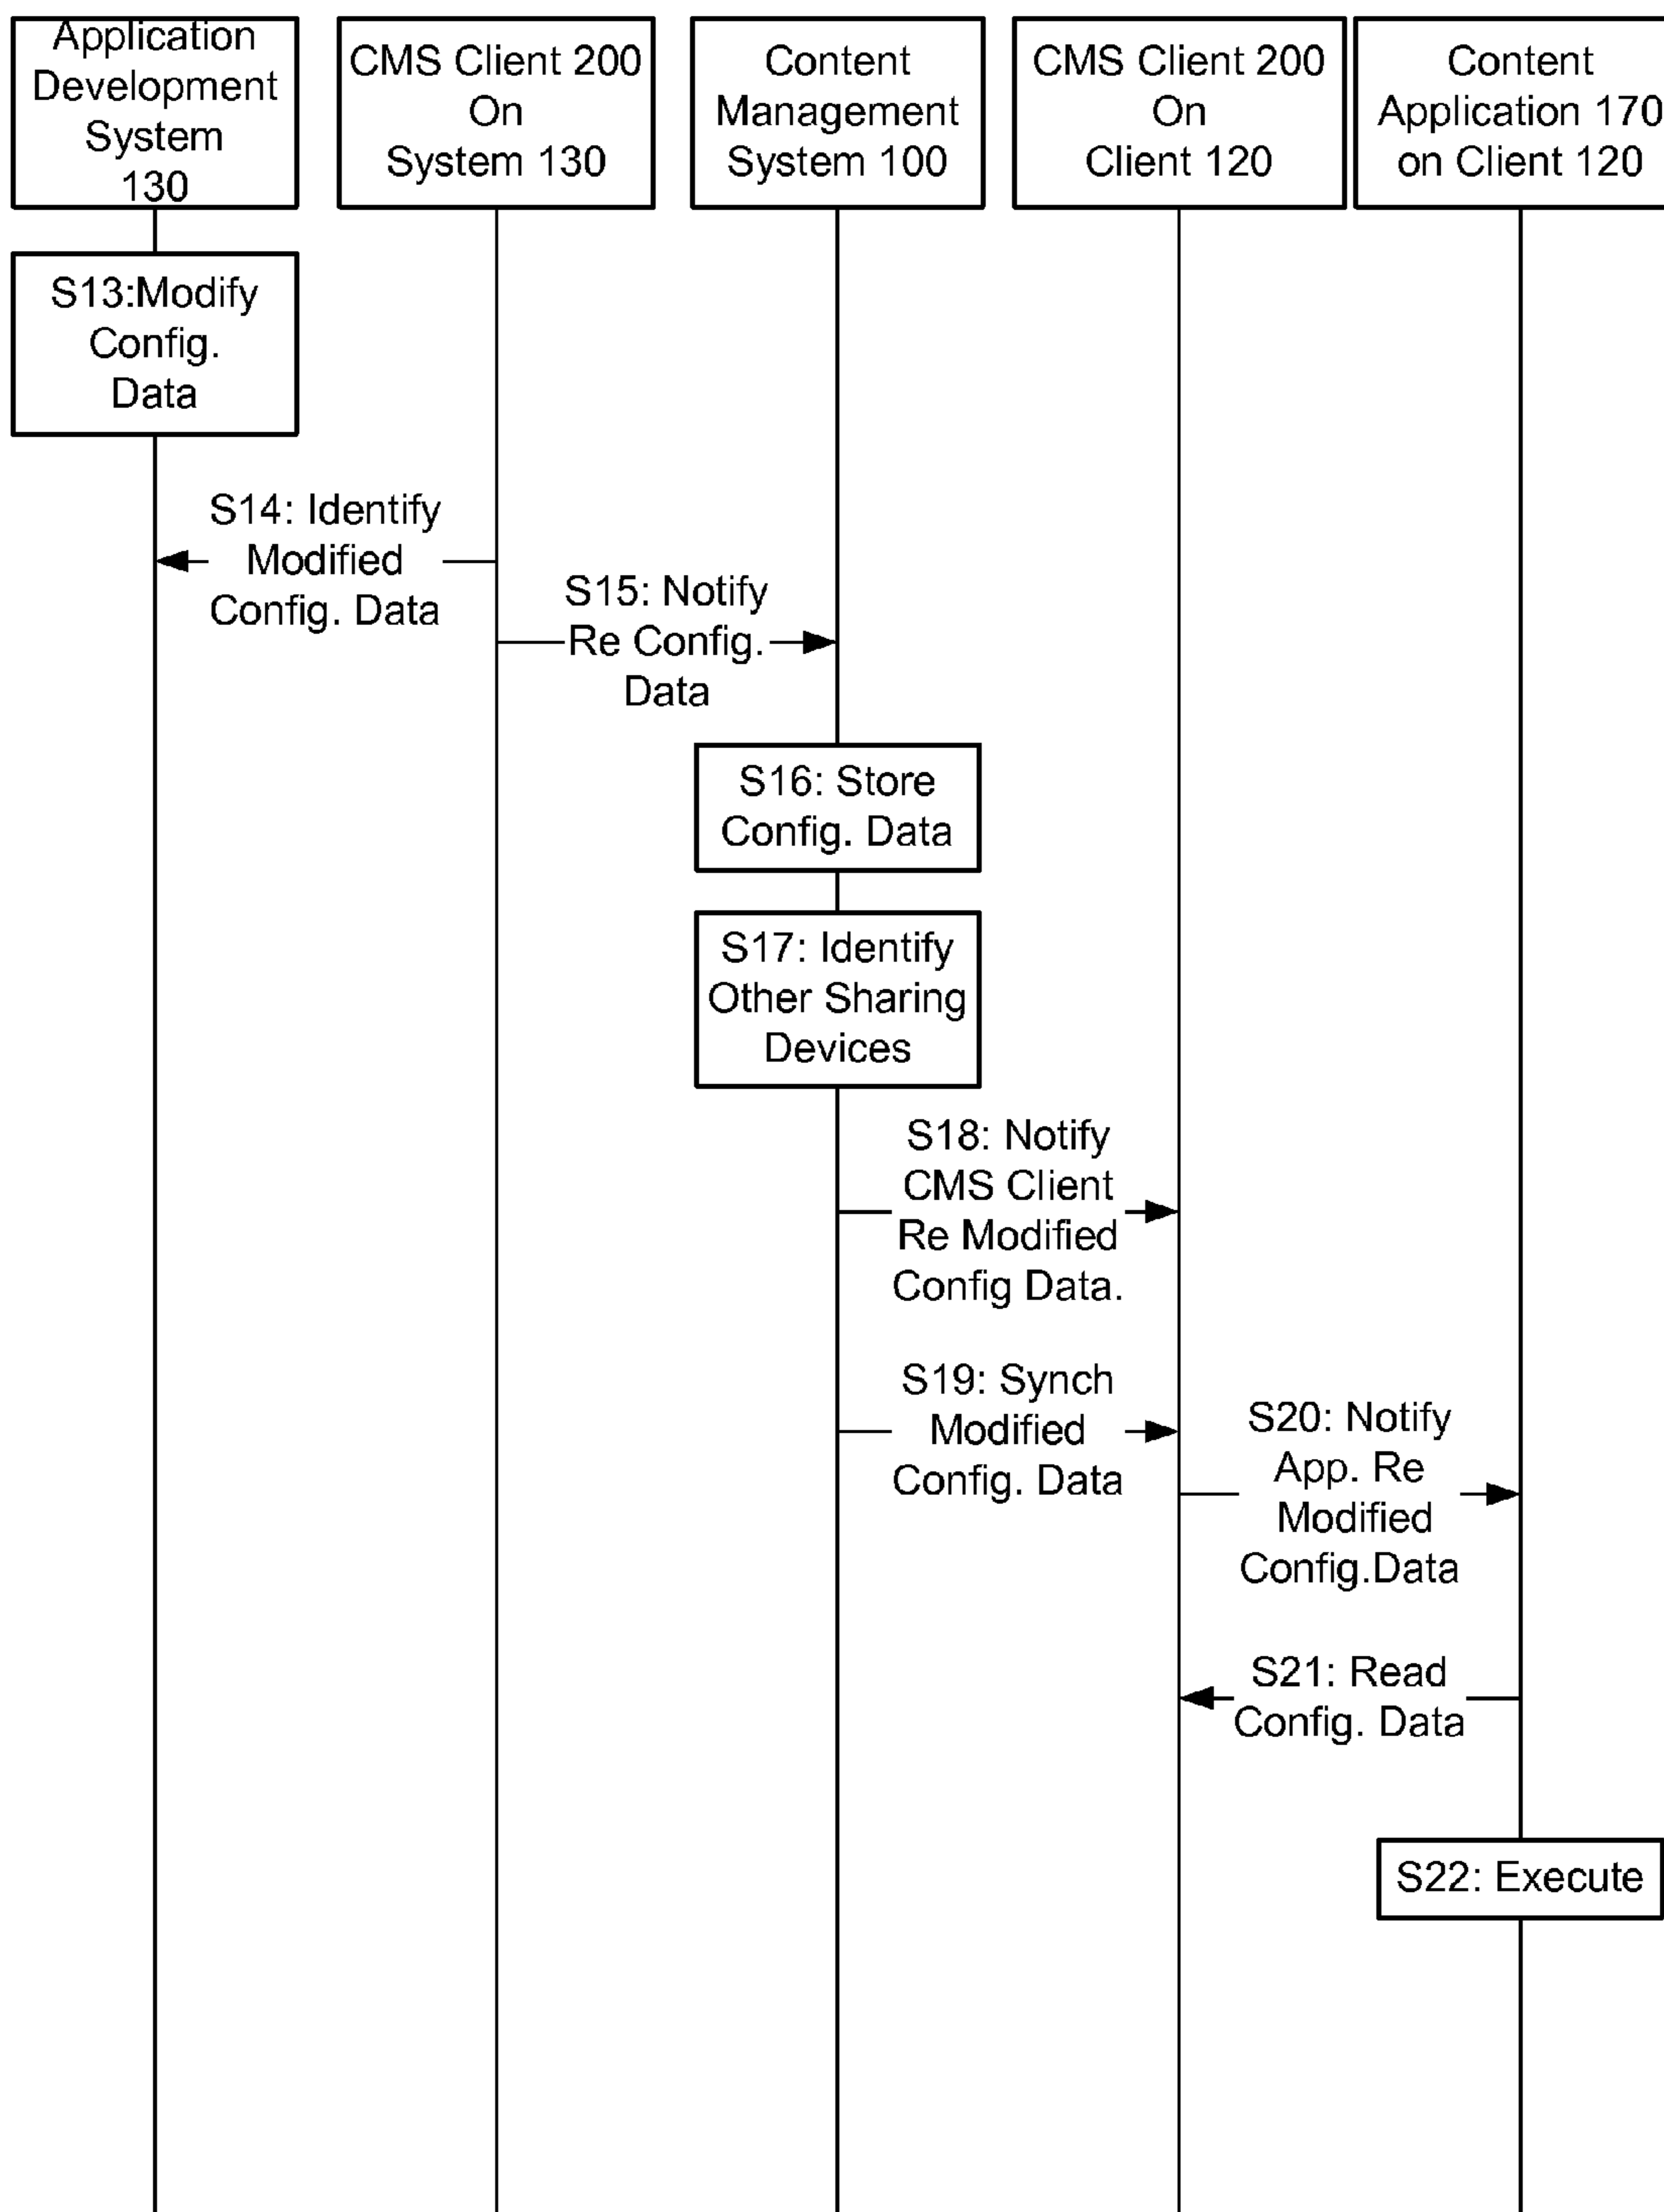 Application
Development
System
130
CMS Client 200
On
System 130
Content
Management
System 100
CMS Client 200
On
Client 120
Content
Application 170
on Client 120
S13:Modify
Config.
Data
S14: Identify
Modified
Config. Data
S15: Notify
Re Config.
Data
S16: Store
Config. Data
S17: Identify
Other Sharing
Devices
S18: Notify
CMS Client
Re Modified
Config Data.
S19: Synch
Modified
Config. Data
S20: Notify
App. Re
Modified
Config.Data
S21: Read
Config. Data
S22: Execute